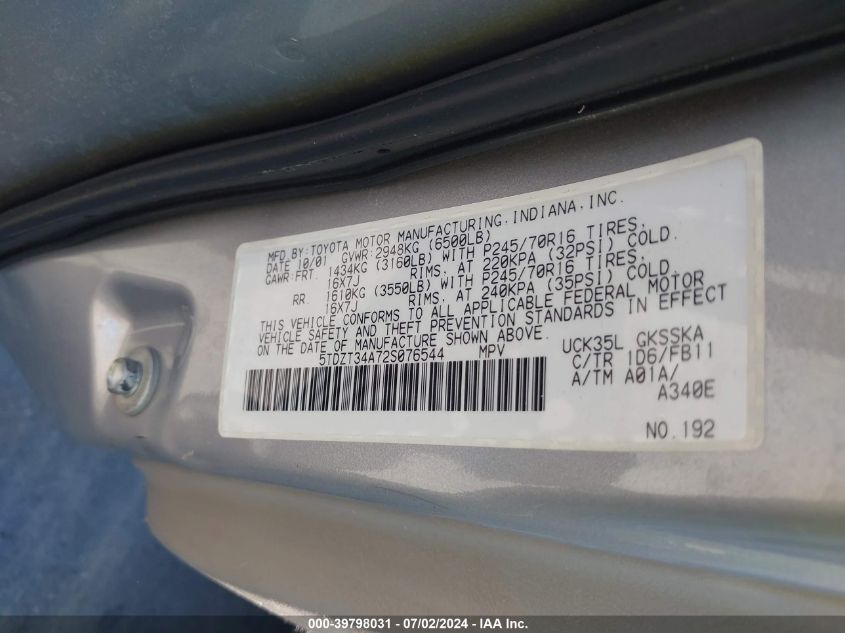 MFD.BY:TOYOTA MOTOR MANUFACTURING,INDIANA,INC.
DATE 10/01 GVWR:2948KG (6500LB)
GAWR:FRT. 1434KG (3160LB) WITH P245/70R16 TIRES,
16X7J RIMS, AT 220KPA (32PSI) COLD.
RR. 1610KG (3550LB) WITH P245/70R16 TIRES,
16X7J RIMS, AT 240KPA (35PSI) COLD.
THIS VEHICLE CONFORMS TO ALL APPLICABLE FEDERAL MOTOR
VEHICLE SAFETY AND THEFT PREVENTION STANDARDS IN EFFECT
ON THE DATE OF MANUFACTURE SHOWN ABOVE.
5TDZT34A72S076544 MPV
UCK35L GKSSKA
C/TR 1D6/FB11
A/TM A01A/
A340E
NO.192
000-39798031 - 07/02/2024 - IAA Inc.